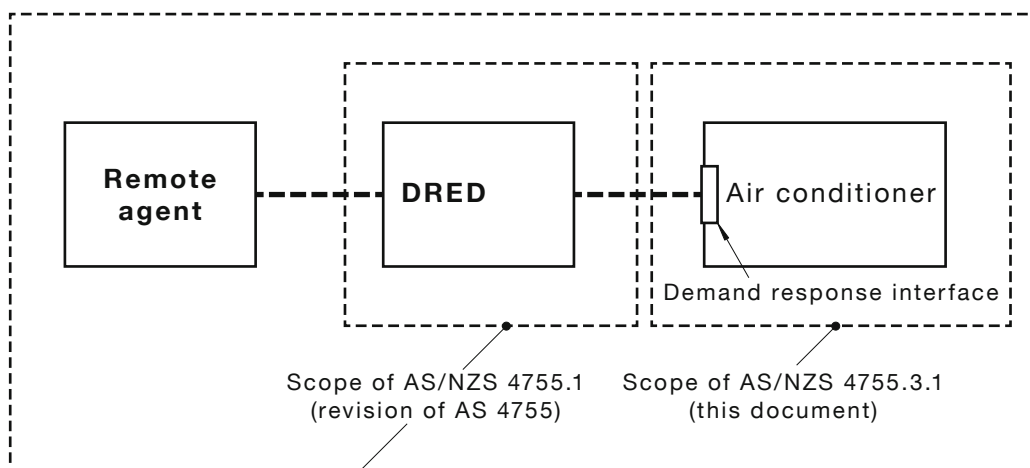 Remote
agent
DRED
Air conditioner
Demand response interface
Scope of AS/NZS 4755.1
(revision of AS 4755)
Scope of AS/NZS 4755.3.1
(this document)